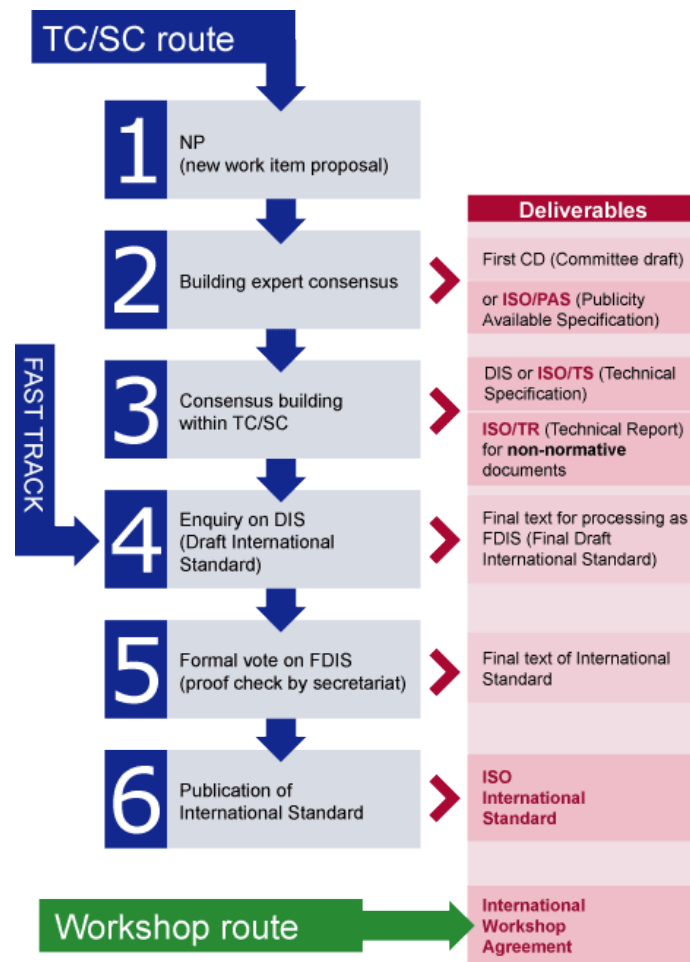 TC/SC route
1
NP
(new work item proposal)
Deliverables
2
Building expert consensus
First CD (Committee draft)
or ISO/PAS (Publicity
Available Specification)
FAST TRACK
3
Consensus building
within TC/SC
DIS or ISO/TS (Technical
Specification)
ISO/TR (Technical Report)
for non-normative
documents
4
Enquiry on DIS
(Draft International
Standard)
Final text for processing as
FDIS (Final Draft
International Standard)
5
Formal vote on FDIS
(proof check by secretariat)
Final text of International
Standard
6
Publication of
International Standard
ISO
International
Standard
Workshop route
International
Workshop
Agreement